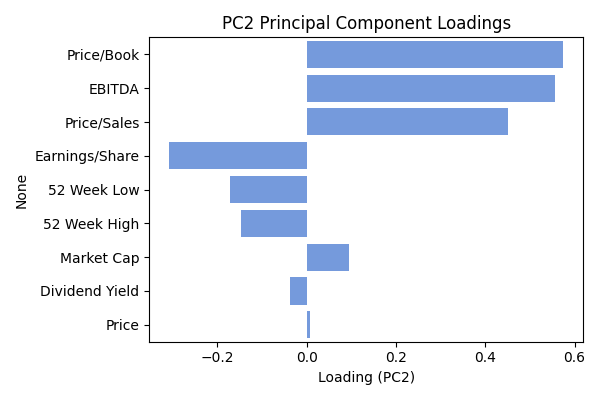 PC2 Principal Component Loadings
Price/Book
EBITDA
Price/Sales
Earnings/Share
52 Week Low
52 Week High
Market Cap
Dividend Yield
Price
None
−0.2 0.0 0.2 0.4 0.6
Loading (PC2)